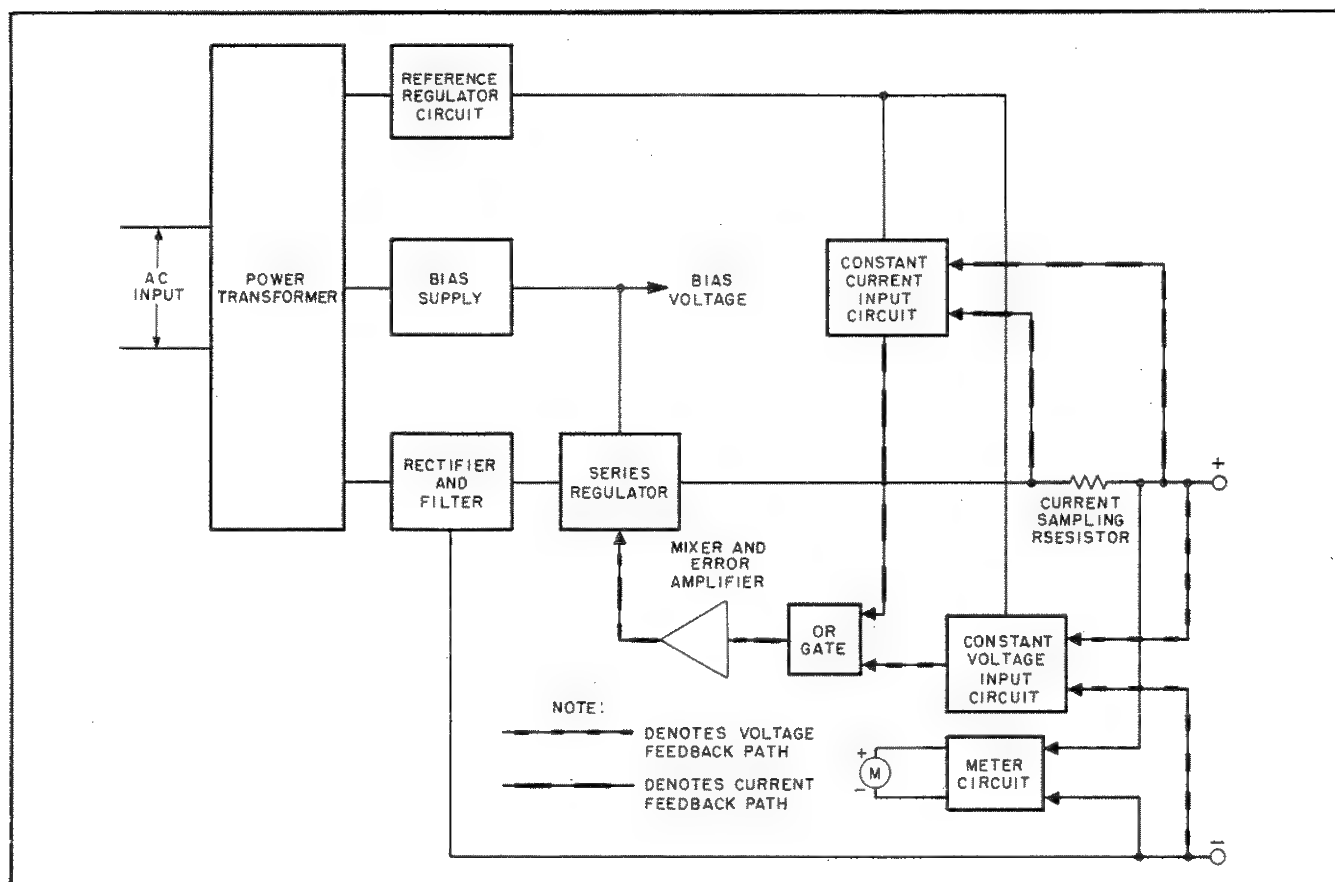 REFERENCE
REGULATOR
CIRCUIT
AC
INPUT
POWER
TRANSFORMER
BIAS
SUPPLY
BIAS
VOLTAGE
CONSTANT
CURRENT
INPUT
CIRCUIT
RECTIFIER
AND
FILTER
SERIES
REGULATOR
+
CURRENT
SAMPLING
RSESISTOR
MIXER AND
ERROR
AMPLIFIER
OR
GATE
CONSTANT
VOLTAGE
INPUT
CIRCUIT
NOTE:
DENOTES VOLTAGE
FEEDBACK PATH
DENOTES CURRENT
FEEDBACK PATH
+
M
-
METER
CIRCUIT
-